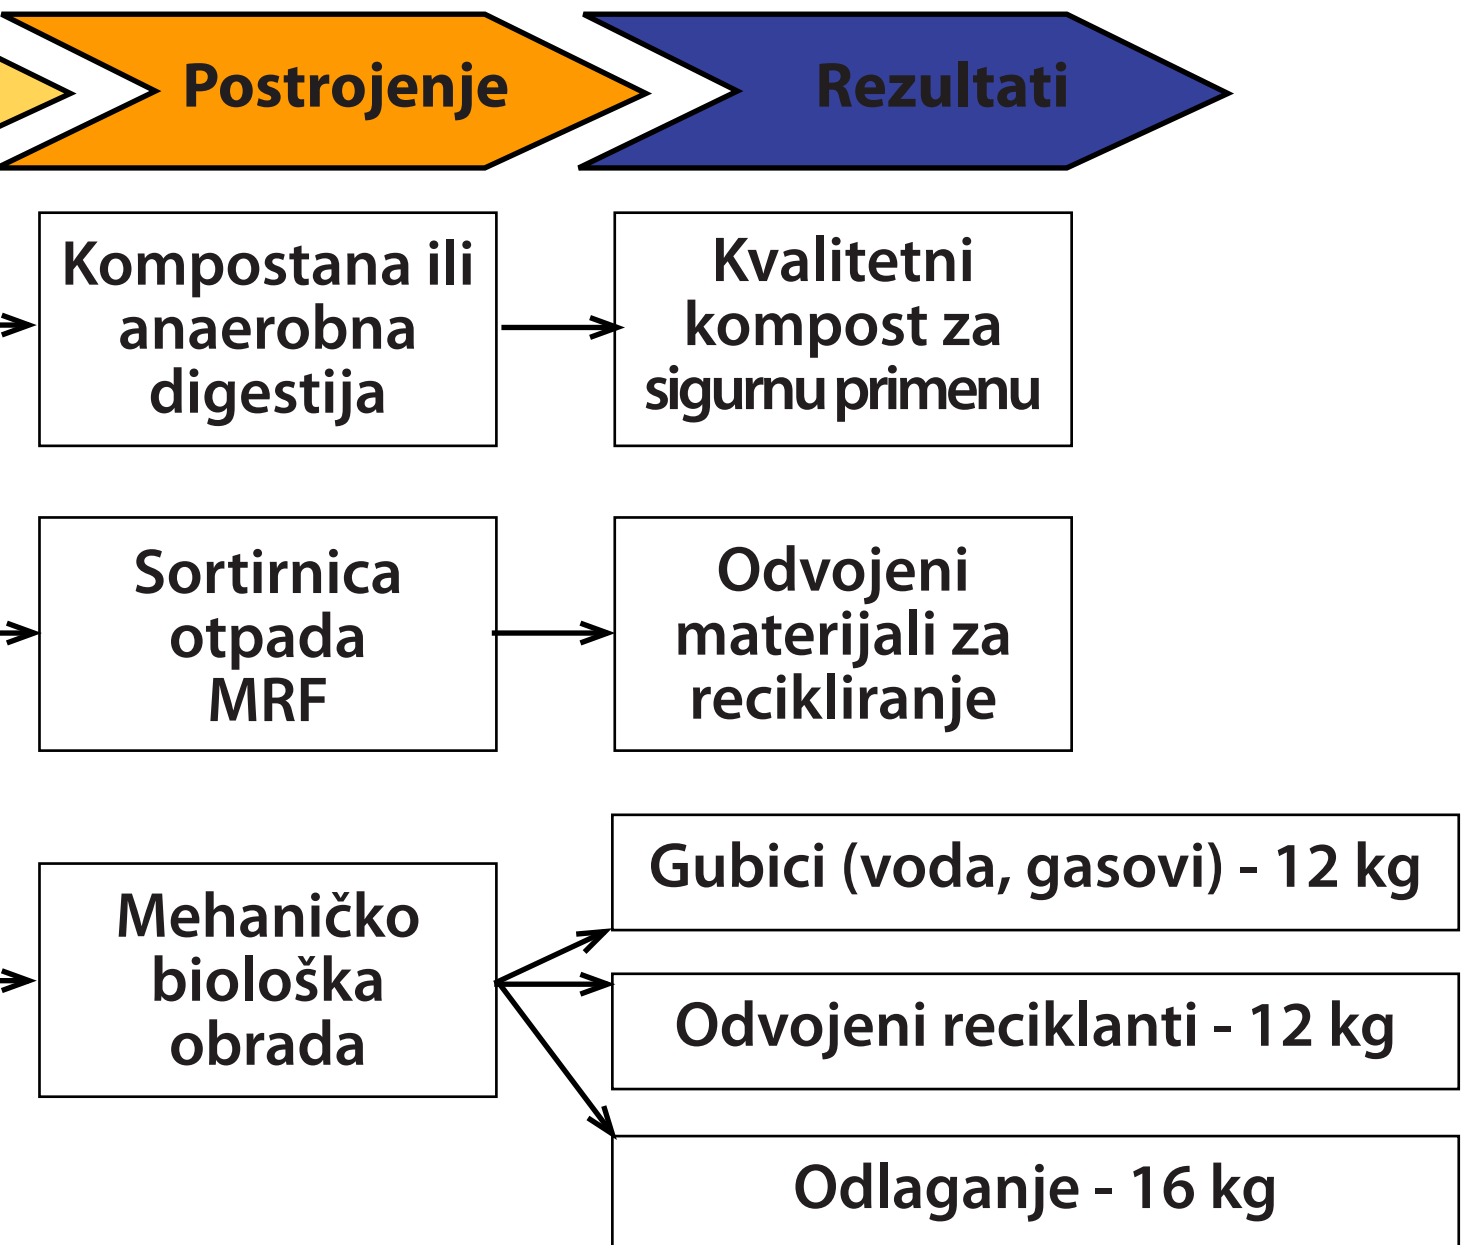 Postrojenje
Rezultati
Kompostana ili
anaerobna
digestija
Kvalitetni
kompost za
sigurnu primenu
Sortirnica
otpada
MRF
Odvojeni
materijali za
recikliranje
Mehaničko
biološka
obrada
Gubici (voda, gasovi) - 12 kg
Odvojeni reciklanti - 12 kg
Odlaganje - 16 kg